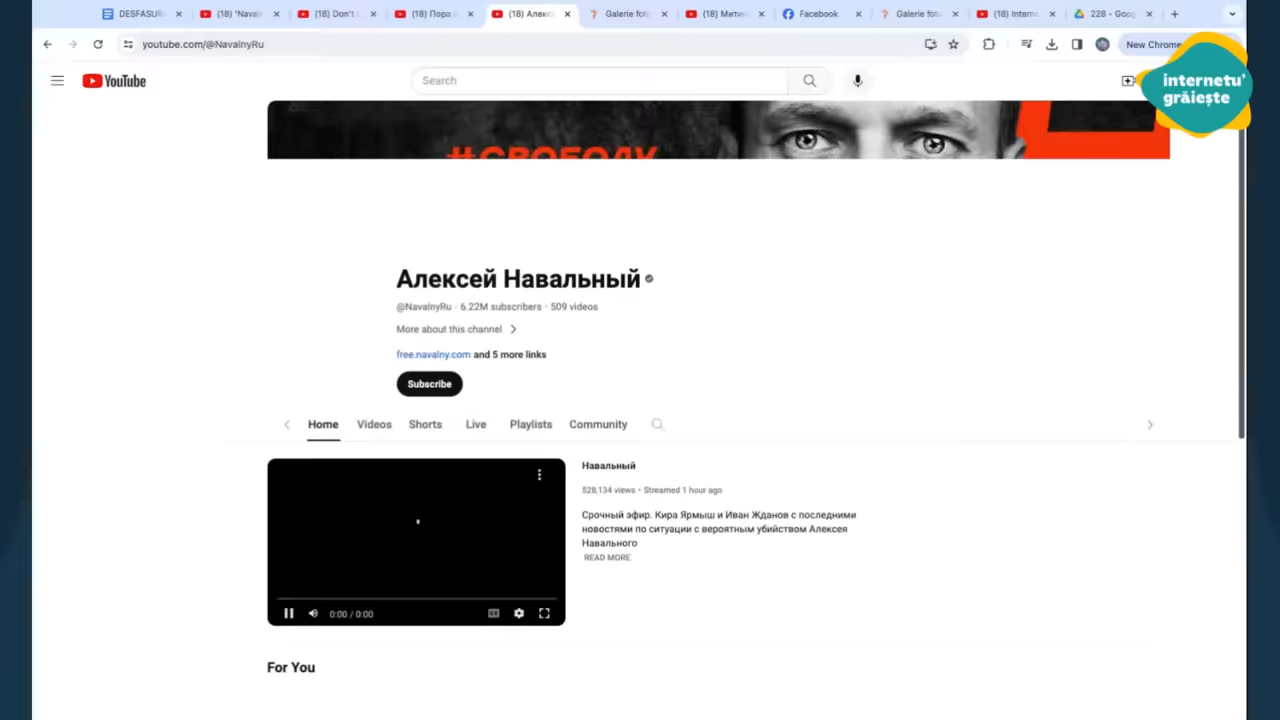 DESFASUR
(18) 'Navaln
(18) Don't
(18) Пора
(18) Алекс
Galerie foto
(18) Митин
Facebook
Galerie foto
(18) Intern
228 - Goog
youtube.com/@NavalnyRu
New Chrome
YouTube
Search
internetu'
grăiește
#СВОБОДУ
Алексей Навальный
@NavalnyRu · 6.22M subscribers · 509 videos
More about this channel
free.navalny.com and 5 more links
Subscribe
Home Videos Shorts Live Playlists Community
Навальный
528,134 views • Streamed 1 hour ago
Срочный эфир. Кира Ярмыш и Иван Жданов с последними
новостями по ситуации с вероятным убийством Алексея
Навального
READ MORE
0:00 / 0:00
For You